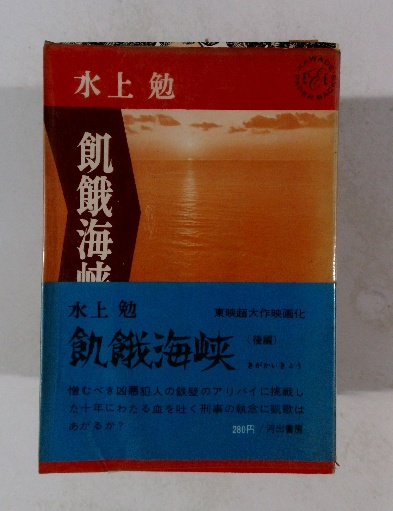 水上 勉
飢餓海峡
水上 勉
東映超大作映画化
飢餓海峡
(後編)
きがかいきょう
憎むべき凶悪犯人の鉄壁のアリバイに挑戦し
た十年にわたる血を吐く刑事の執念に凱歌は
あがるか?
280円/河出書房